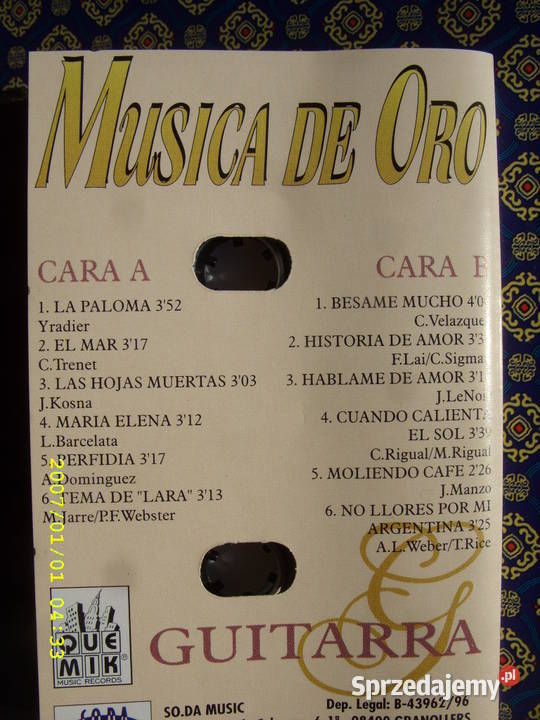 MUSICA DE ORO
CARA A
1. LA PALOMA 3'52
Yradier
2. EL MAR 3'17
C.Trenet
3. LAS HOJAS MUERTAS 3'03
J.Kosna
4. MARIA ELENA 3'12
L.Barcelata
5. PERFIDIA 3'17
A.Dominguez
6. TEMA DE "LARA" 3'13
M.Jarre/P.F.Webster
CARA
1. BESAME MUCHO
C.Velazque
2. HISTORIA DE AMOR
F.Lai/C.Sigma
3. HABLAME DE AMOR
J.LeNo
4. CUANDO CALIENTA
EL SOL 3'39
C.Rigual/M.Rigual
5. MOLIENDO CAFE 2'26
J.Manzo
6. NO LLORES POR MI
ARGENTINA 3'25
A.L.Weber/T.Rice
G
GUITARRA
DUE
MIK®
MUSIC RECORDS
SO.DA
SO.DA MUSIC
Dep. Legal: B-43962/96
08400 GRANOLLERS
2007/01/01 04:33
Sprzedajemy.pl